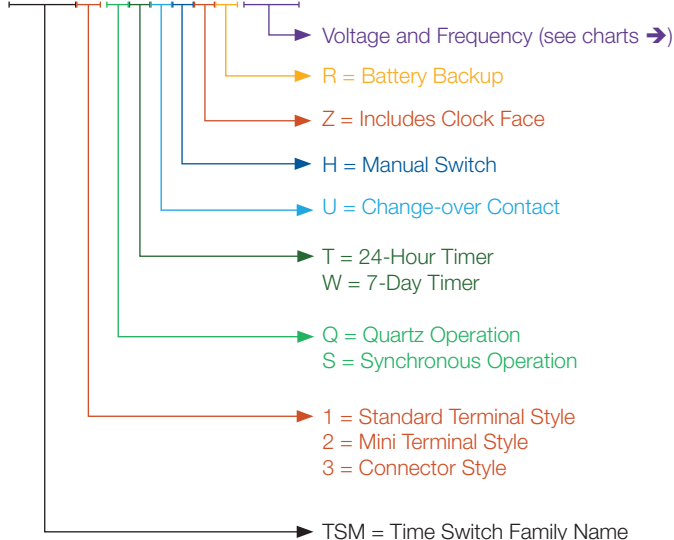 Voltage and Frequency (see charts ➔)
R = Battery Backup
Z = Includes Clock Face
H = Manual Switch
U = Change-over Contact
T = 24-Hour Timer
W = 7-Day Timer
Q = Quartz Operation
S = Synchronous Operation
1 = Standard Terminal Style
2 = Mini Terminal Style
3 = Connector Style
TSM = Time Switch Family Name